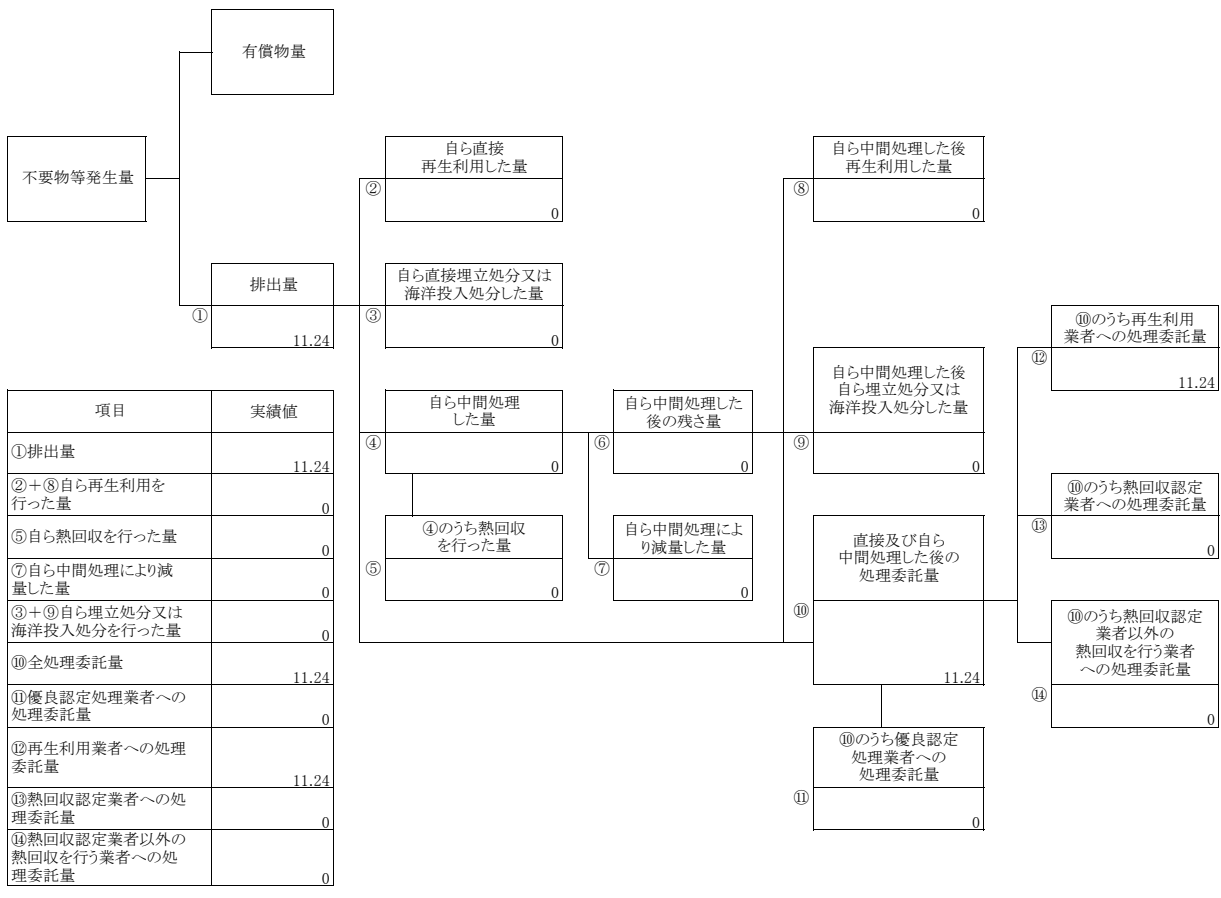 有償物量
不要物等発生量
排出量
①
11.24
自ら直接
再生利用した量
②
0
自ら直接埋立処分又は
海洋投入処分した量
③
0
自ら中間処理
した量
④
0
④のうち熱回収
を行った量
⑤
0
自ら中間処理した
後の残さ量
⑥
0
自ら中間処理によ
り減量した量
⑦
0
自ら中間処理した後
再生利用した量
⑧
0
自ら中間処理した後
自ら埋立処分又は
海洋投入処分した量
⑨
0
直接及び自ら
中間処理した後の
処理委託量
⑩
11.24
⑩のうち優良認定
処理業者への
処理委託量
⑪
0
⑩のうち再生利用
業者への処理委託量
⑫
11.24
⑩のうち熱回収認定
業者への処理委託量
⑬
0
⑩のうち熱回収認定
業者以外の
熱回収を行う業者
への処理委託量
⑭
0
項目 実績値
①排出量
11.24
②+⑧自ら再生利用を
行った量
0
⑤自ら熱回収を行った量
0
⑦自ら中間処理により減
量した量
0
③+⑨自ら埋立処分又は
海洋投入処分を行った量
0
⑩全処理委託量
11.24
⑪優良認定処理業者への
処理委託量
0
⑫再生利用業者への処理
委託量
11.24
⑬熱回収認定業者への処
理委託量
0
⑭熱回収認定業者以外の
熱回収を行う業者への処
理委託量
0